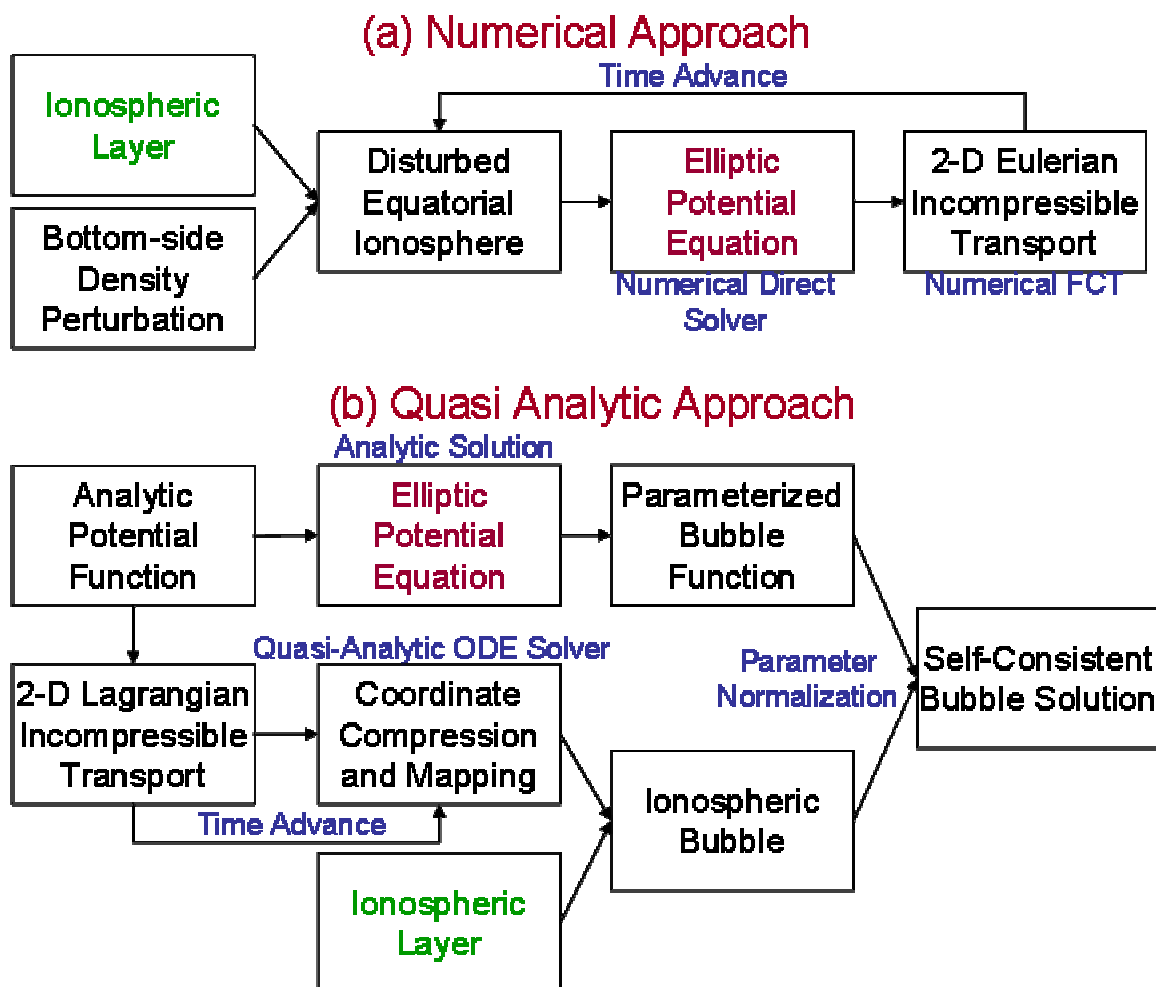 (a) Numerical Approach
Time Advance
Ionospheric
Layer
Bottom-side
Density
Perturbation
Disturbed
Equatorial
Ionosphere
Elliptic
Potential
Equation
Numerical Direct
Solver
2-D Eulerian
Incompressible
Transport
Numerical FCT
(b) Quasi Analytic Approach
Analytic Solution
Analytic
Potential
Function
Elliptic
Potential
Equation
Parameterized
Bubble
Function
Quasi-Analytic ODE Solver
2-D Lagrangian
Incompressible
Transport
Coordinate
Compression
and Mapping
Time Advance
Parameter
Normalization
Self-Consistent
Bubble Solution
Ionospheric
Bubble
Ionospheric
Layer